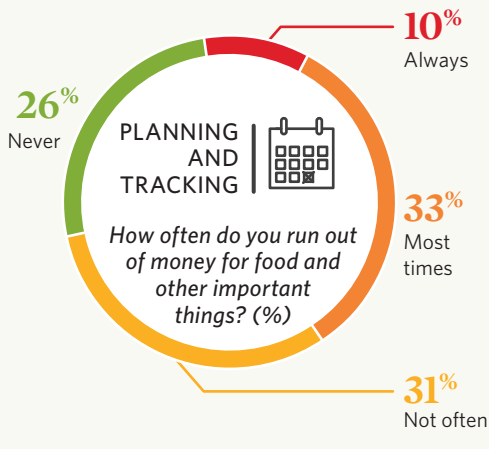 10%
Always
26%
Never
PLANNING
AND
TRACKING
How often do you run out
of money for food and
other important
things? (%)
33%
Most
times
31%
Not often